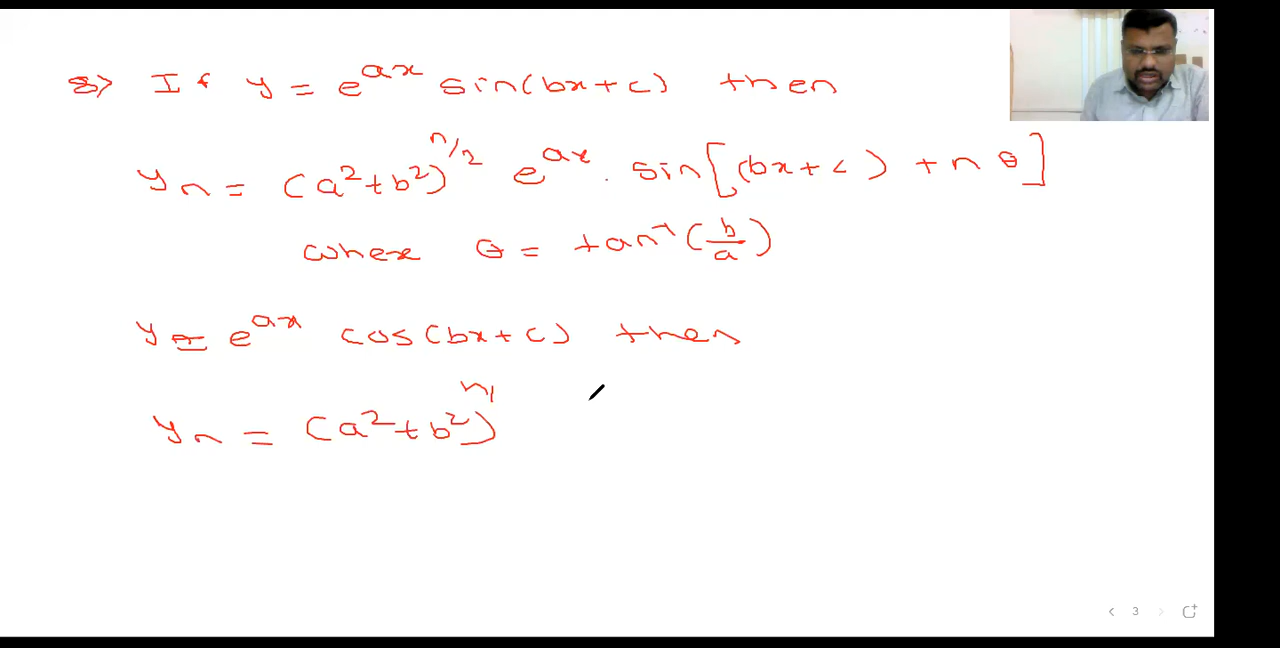 8) If y = e^{ax} sin(bx+c) then
y_n = (a^2+b^2)^{n/2} e^{ax} . sin[(bx+c) + nθ]
where θ = tan^{-1}(b/a)
y = e^{ax} cos(bx+c) then
y_n = (a^2+b^2)^{n/}
< 3 >